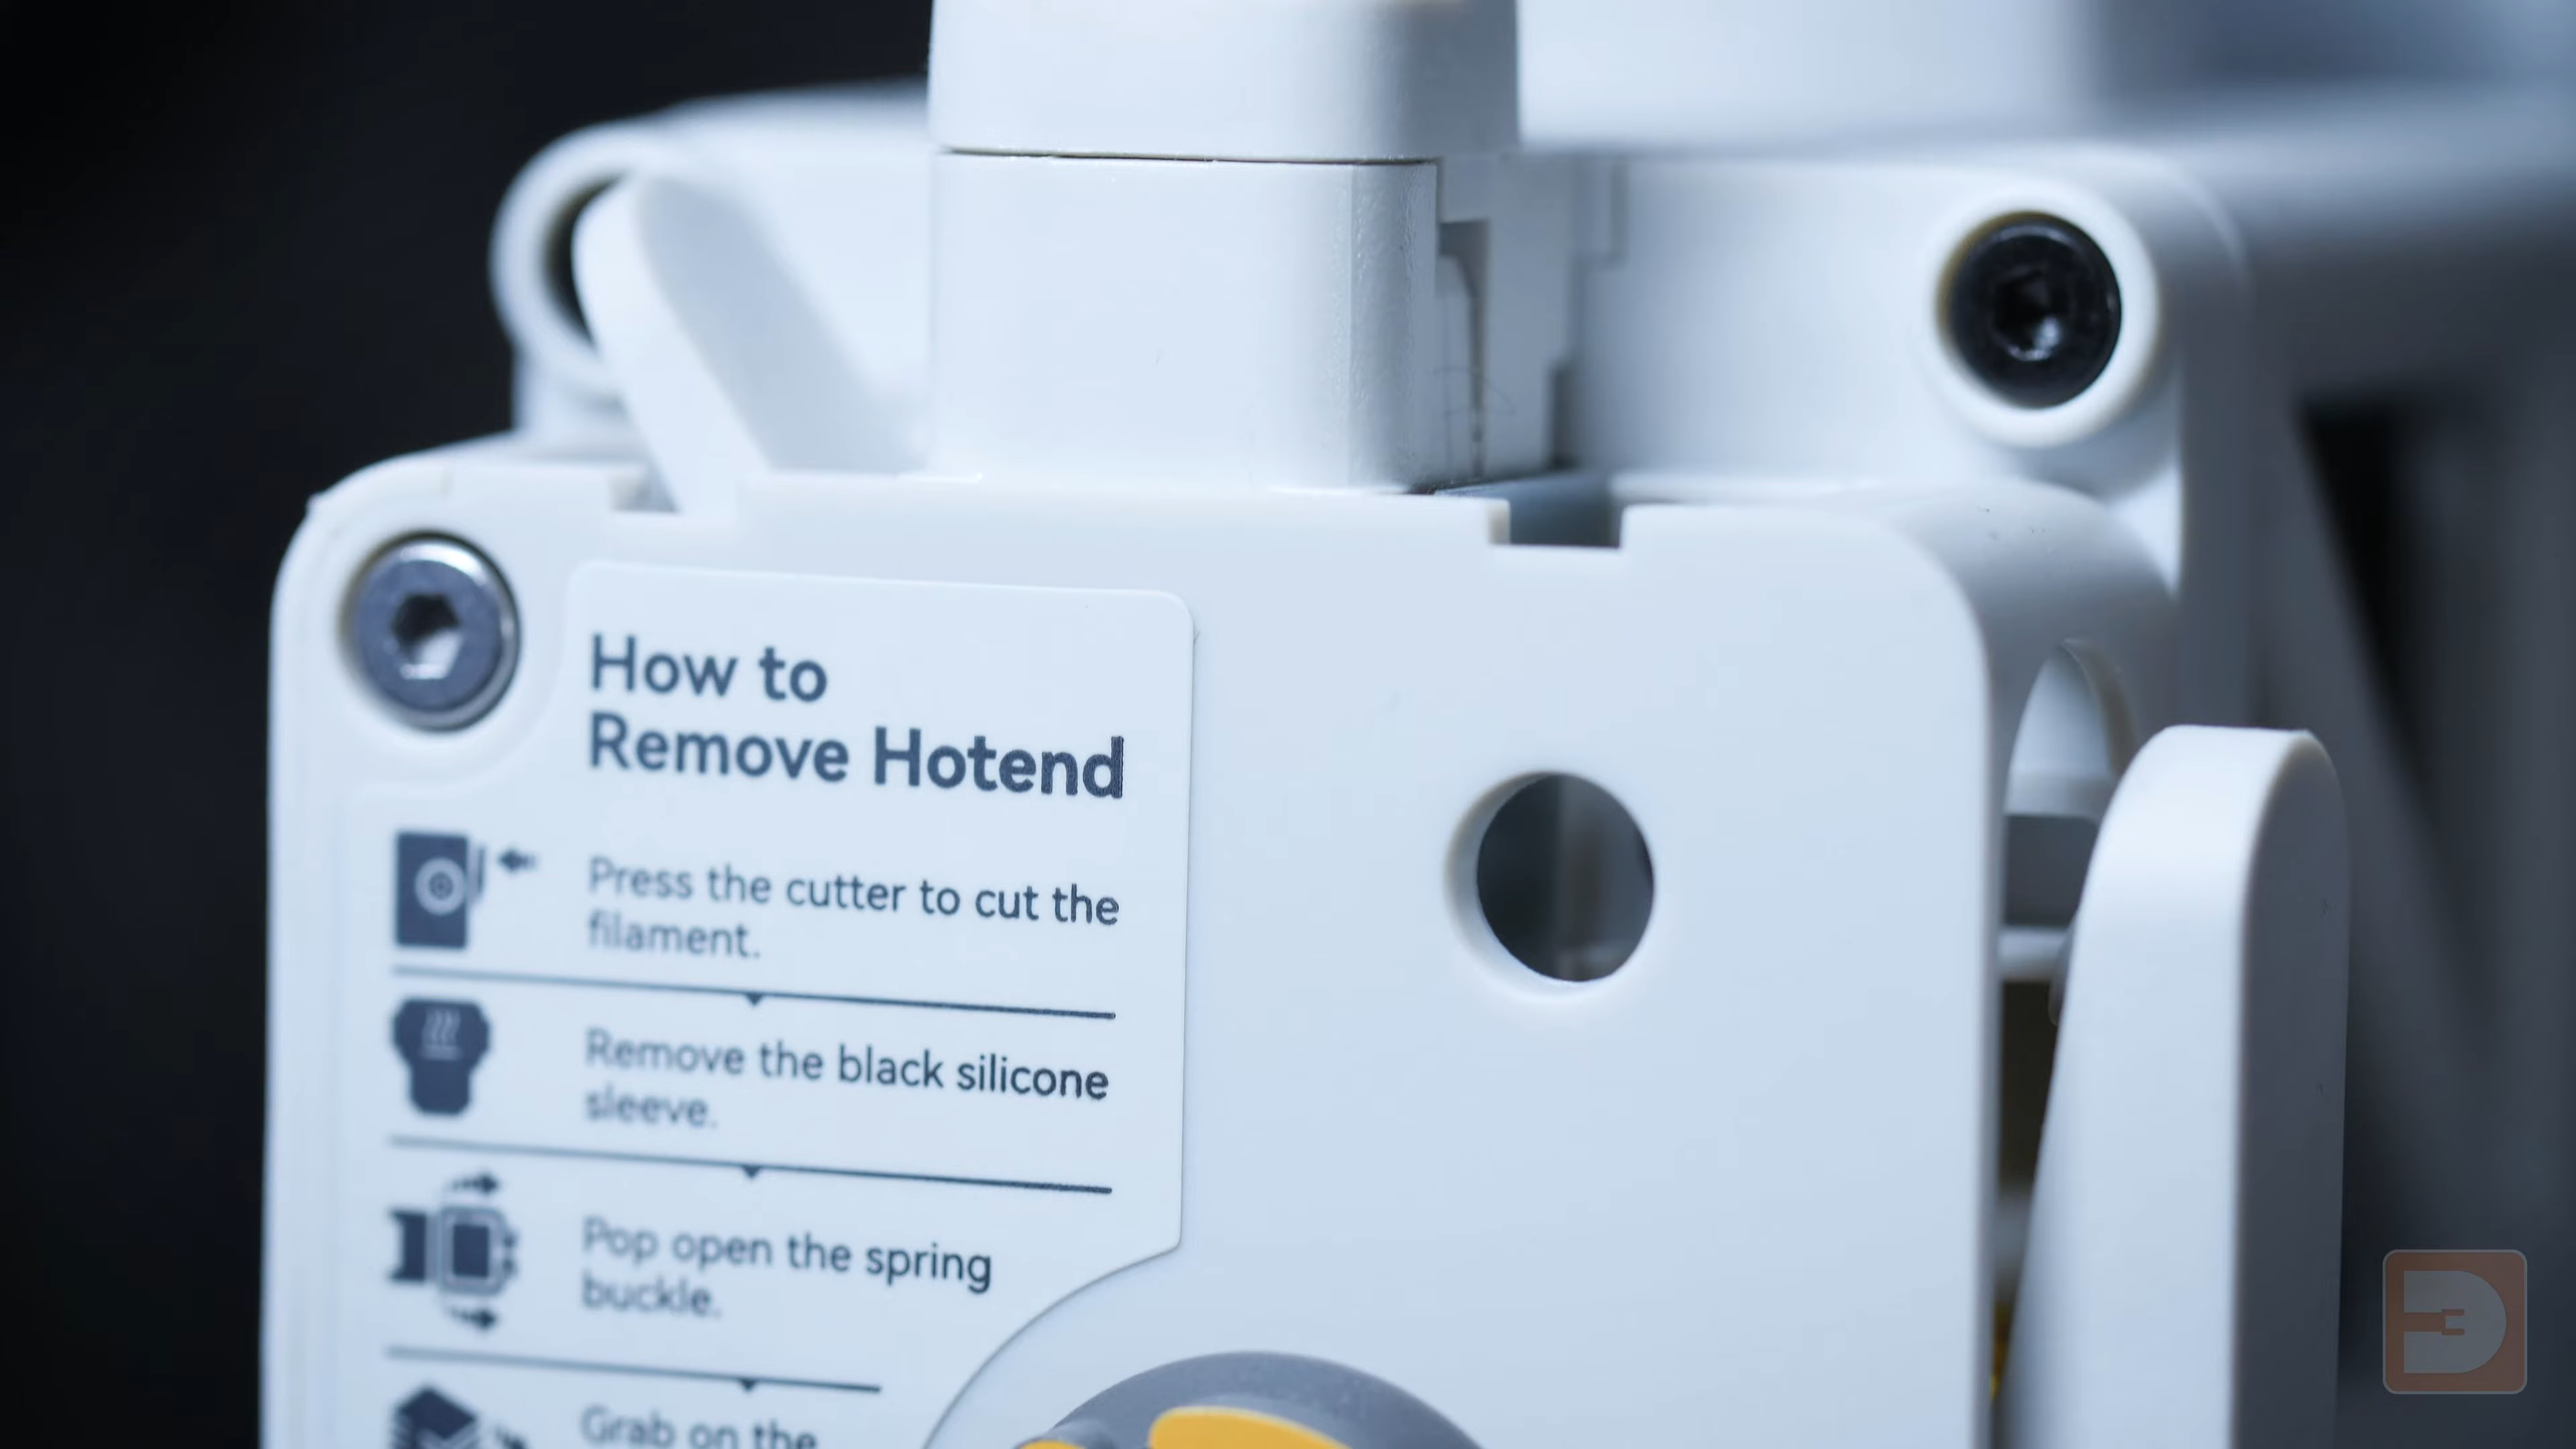 How to
Remove Hotend
Press the cutter to cut the
filament.
Remove the black silicone
sleeve.
Pop open the spring
buckle.
Grab on the